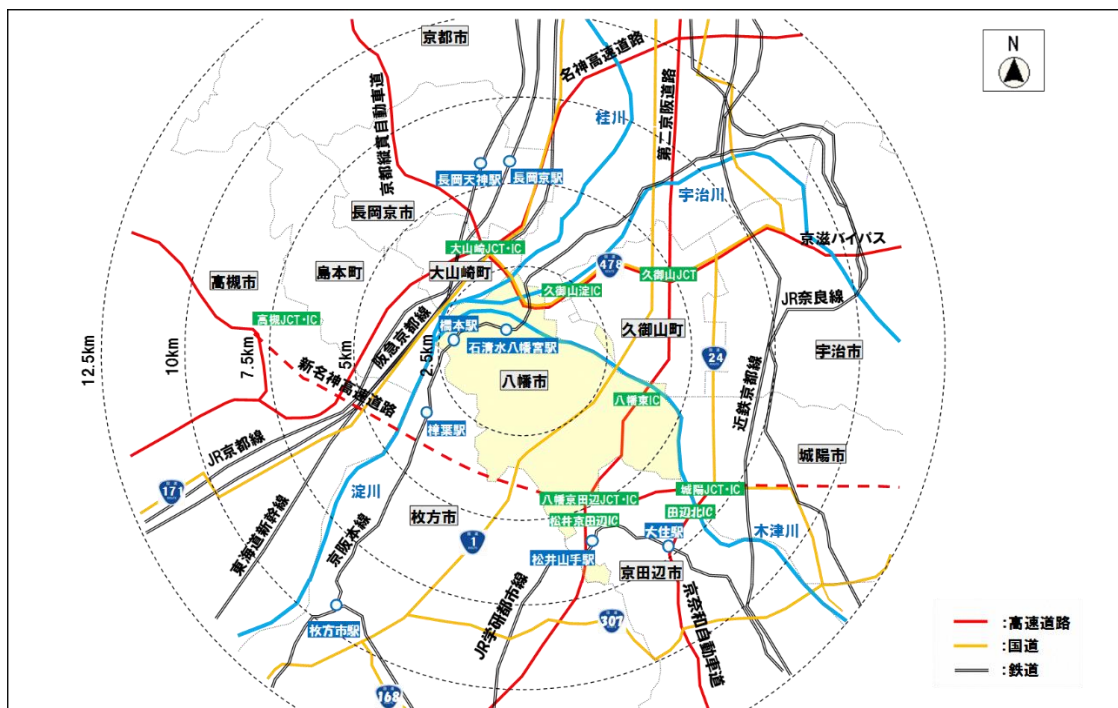 京都市
名神高速道路
N
京都縦貫自動車道
桂川
第二京阪道路
長岡天神駅
長岡京駅
宇治川
長岡京市
大山崎JCT・IC
京滋バイパス
島本町
大山崎町
478
久御山JCT
高槻市
久御山淀IC
JR奈良線
高槻JCT・IC
阪急京都線
橋本駅
石清水八幡宮駅
久御山町
宇治市
12.5km
10km
7.5km
5km
2.5km
新名神高速道路
24
八幡市
近鉄京都線
八幡東IC
樟葉駅
JR京都線
城陽市
国道
171
淀川
八幡京田辺JCT・IC
城陽JCT・IC
枚方市
松井京田辺IC
田辺北IC
東海道新幹線
京阪本線
1
大住駅
木津川
松井山手駅
京田辺市
JR学研都市線
京奈和自動車道
307
枚方市駅
168
:高速道路
:国道
:鉄道